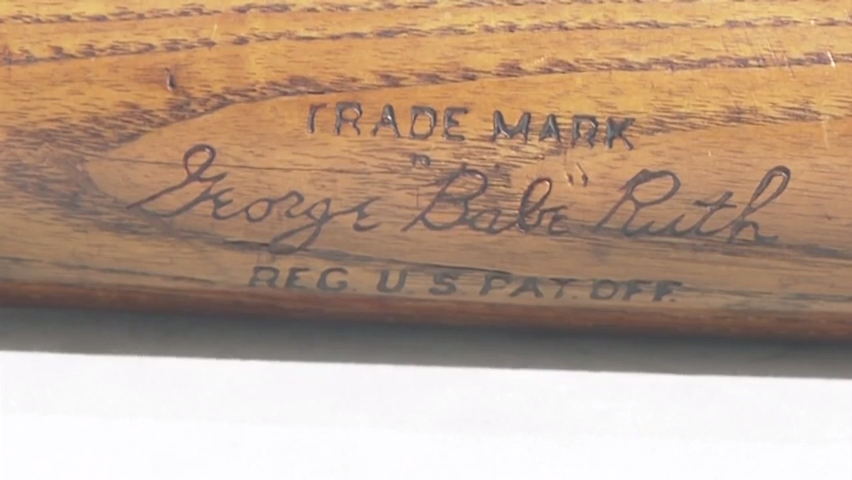 TRADE MARK
George "Babe" Ruth
REG. U S PAT. OFF.